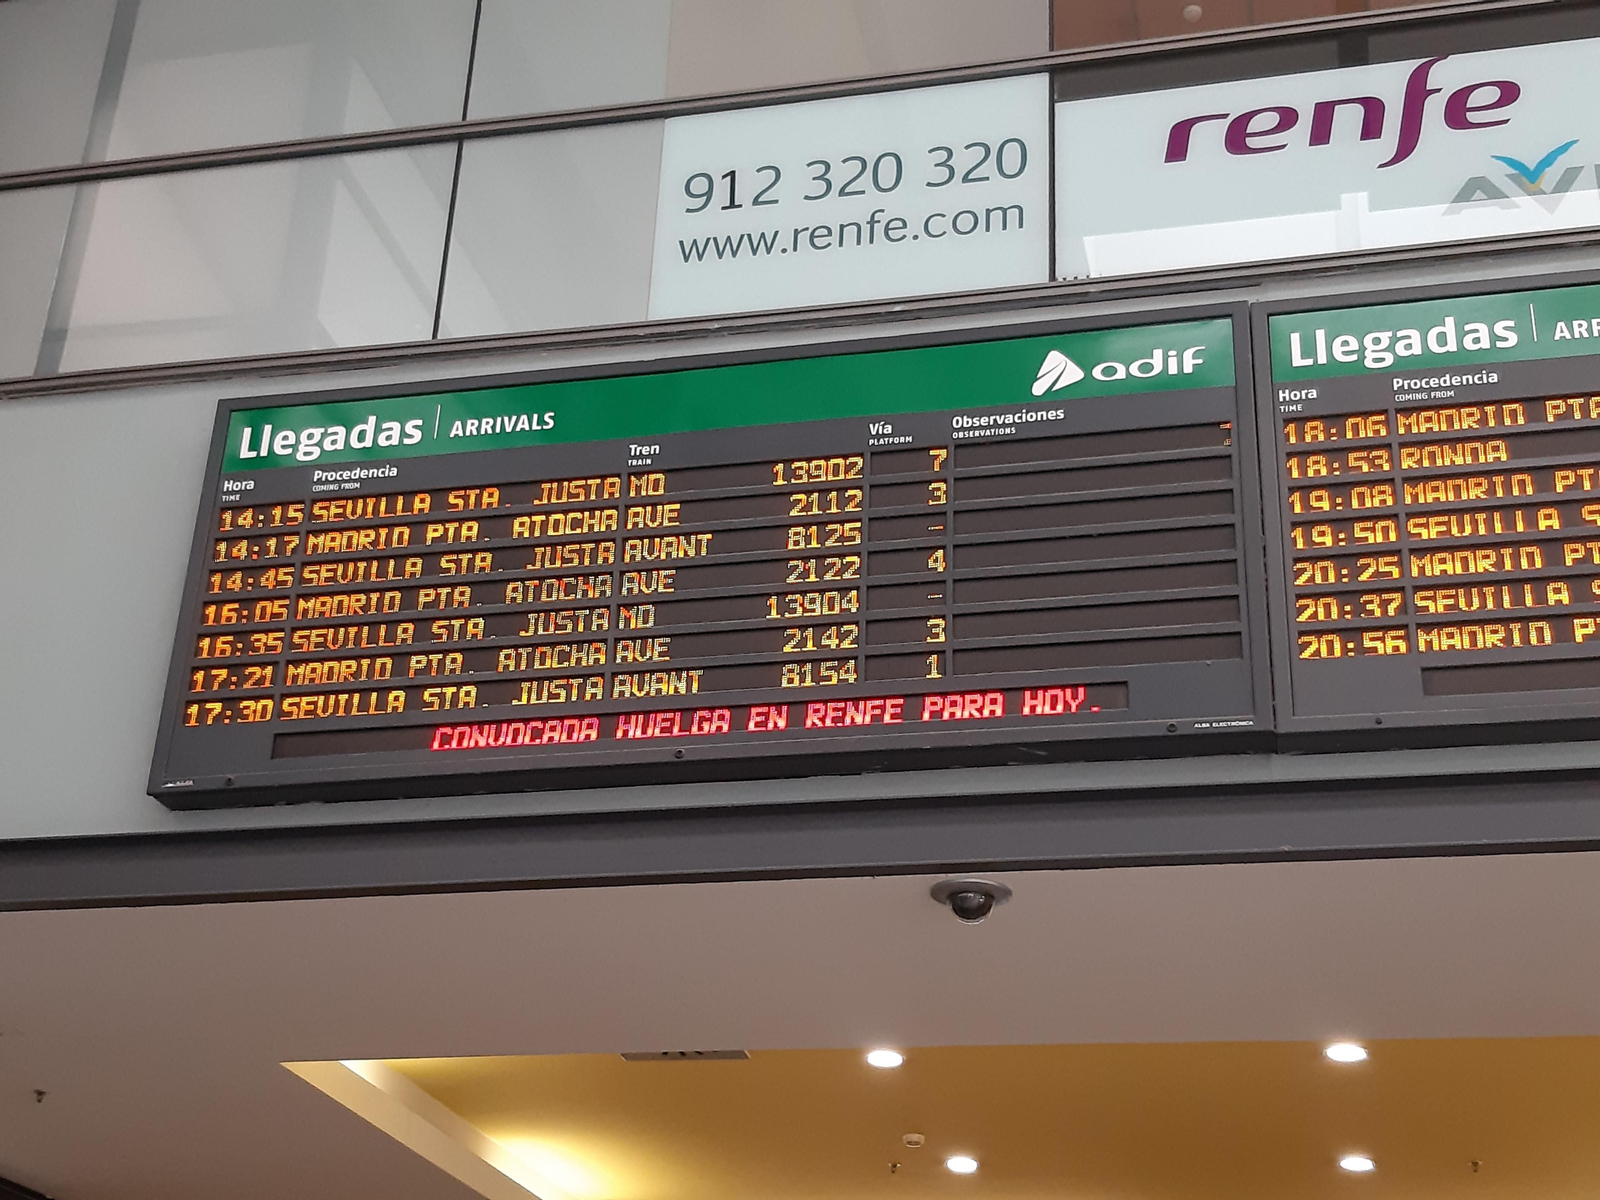 912 320 320
www.renfe.com
renfe
AV
Llegadas | ARRIVALS
adif
Hora
TIME
Procedencia
COMING FROM
Tren
TRAIN
Vía
PLATFORM
Observaciones
OBSERVATIONS
14:15 SEVILLA STA. JUSTA MD 13902 7
14:17 MADRID PTA. ATOCHA AVE 2112 3
14:45 SEVILLA STA. JUSTA AVANT 8125 -
16:05 MADRID PTA. ATOCHA AVE 2122 4
16:35 SEVILLA STA. JUSTA MD 13904 -
17:21 MADRID PTA. ATOCHA AVE 2142 3
17:30 SEVILLA STA. JUSTA AVANT 8154 1
CONVOCADA HUELGA EN RENFE PARA HOY.
ALBA ELECTRÓNICA
Llegadas | ARR
Hora
TIME
Procedencia
COMING FROM
18:06 MADRID PTA
18:53 RONDA
19:08 MADRID PT
19:50 SEVILLA S
20:25 MADRID PT
20:37 SEVILLA S
20:56 MADRID P